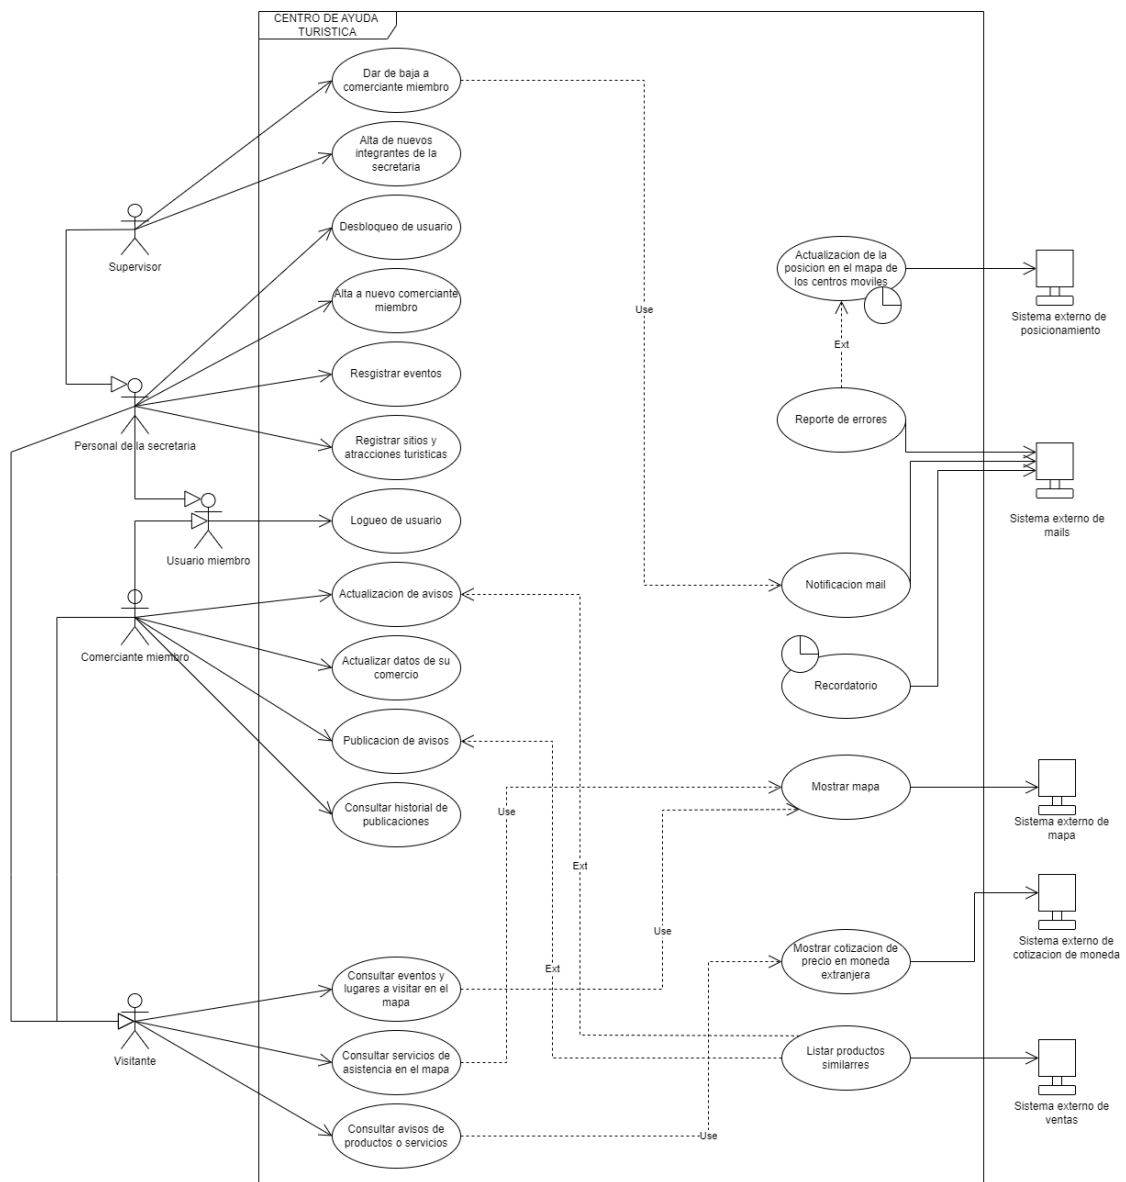 CENTRO DE AYUDA
TURISTICA
Dar de baja a
comerciante miembro
Alta de nuevos
integrantes de la
secretaria
Supervisor
Desbloqueo de usuario
Actualizacion de la
posicion en el mapa de
los centros moviles
Alta a nuevo comerciante
miembro
Use
Sistema externo de
posicionamiento
Ext
Resgistrar eventos
Reporte de errores
Personal de la secretaria
Registrar sitios y
atracciones turisticas
Logueo de usuario
Sistema externo de
mails
Usuario miembro
Actualizacion de avisos
Notificacion mail
Comerciante miembro
Actualizar datos de su
comercio
Recordatorio
Publicacion de avisos
Mostrar mapa
Consultar historial de
publicaciones
Use
Sistema externo de
mapa
Ext
Use
Mostrar cotizacion de
precio en moneda
extranjera
Sistema externo de
cotizacion de moneda
Ext
Consultar eventos y
lugares a visitar en el
mapa
Visitante
Consultar servicios de
asistencia en el mapa
Listar productos
similarres
Sistema externo de
ventas
Consultar avisos de
productos o servicios
Use